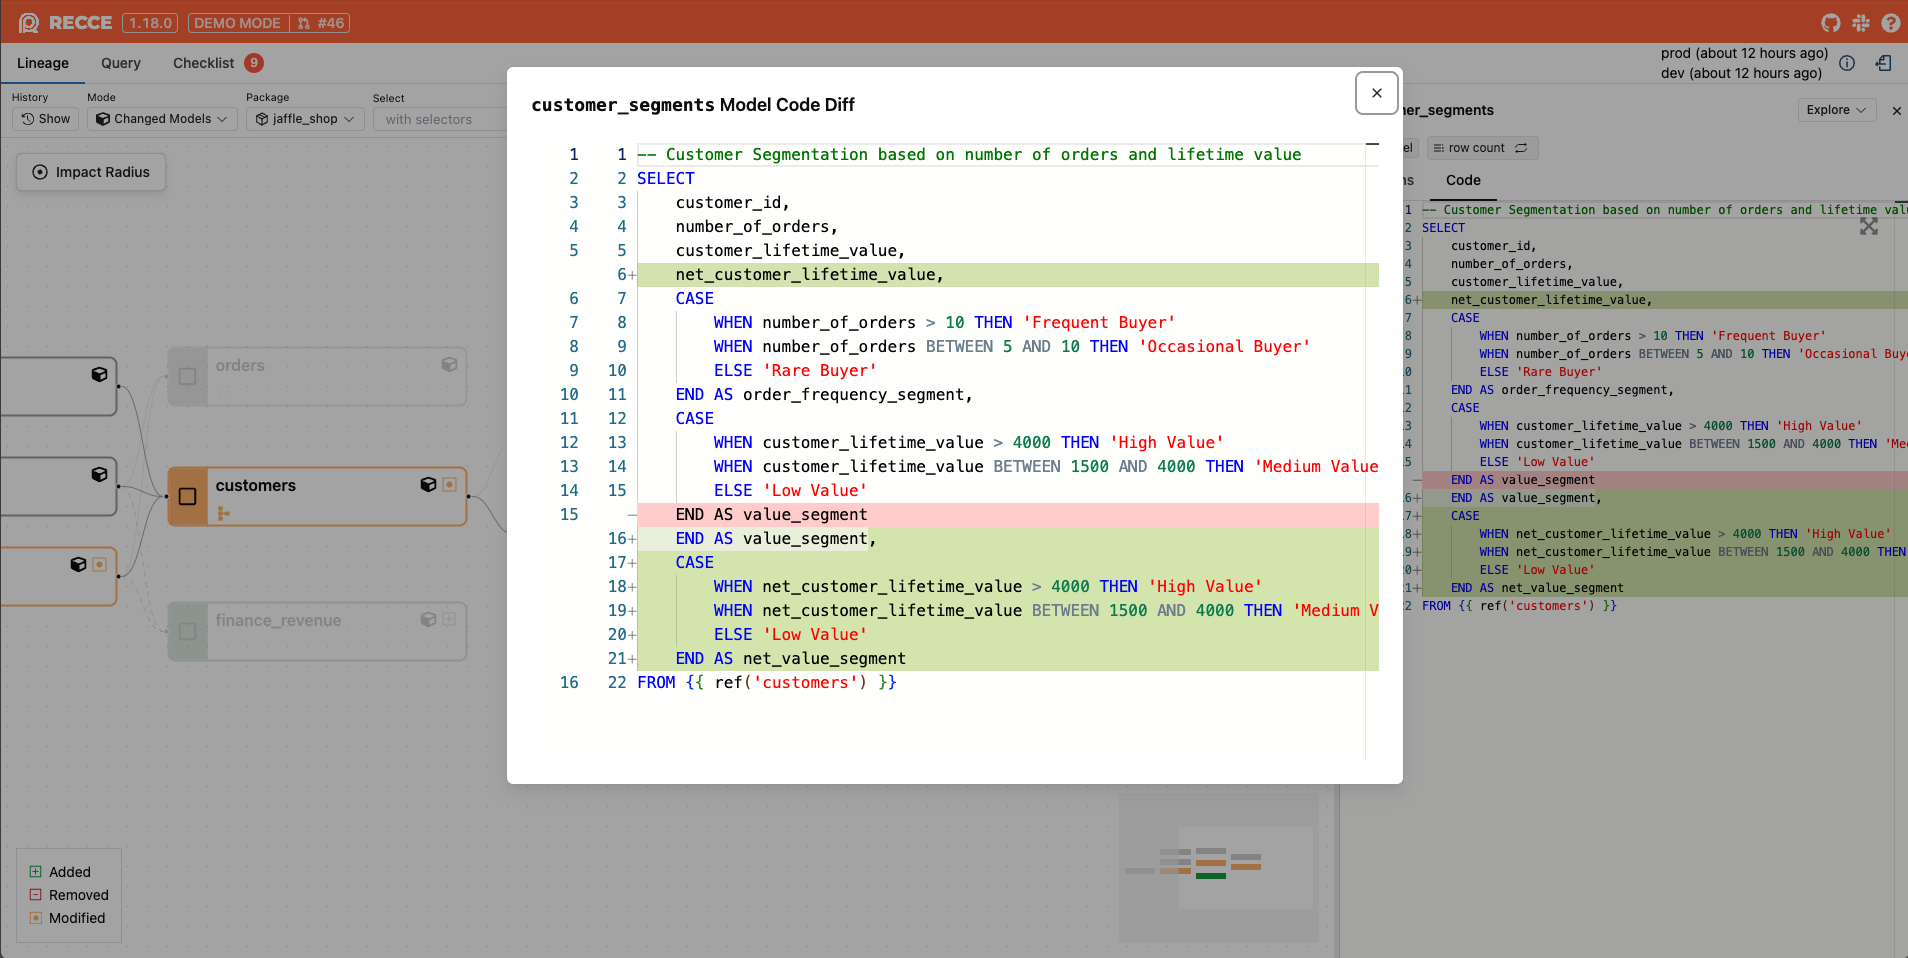 RECCE 1.18.0 DEMO MODE #46
Lineage Query Checklist 9
prod (about 12 hours ago)
dev (about 12 hours ago)
History Mode Package Select
Show Changed Models jaffle_shop with selectors
Impact Radius
orders
customers
finance_revenue
Added
Removed
Modified
customer_segments Model Code Diff
1 1 -- Customer Segmentation based on number of orders and lifetime value
2 2 SELECT
3 3 customer_id,
4 4 number_of_orders,
5 5 customer_lifetime_value,
6+ net_customer_lifetime_value,
6 7 CASE
7 8 WHEN number_of_orders > 10 THEN 'Frequent Buyer'
8 9 WHEN number_of_orders BETWEEN 5 AND 10 THEN 'Occasional Buyer'
9 10 ELSE 'Rare Buyer'
10 11 END AS order_frequency_segment,
11 12 CASE
12 13 WHEN customer_lifetime_value > 4000 THEN 'High Value'
13 14 WHEN customer_lifetime_value BETWEEN 1500 AND 4000 THEN 'Medium Value
14 15 ELSE 'Low Value'
15 — END AS value_segment
16+ END AS value_segment,
17+ CASE
18+ WHEN net_customer_lifetime_value > 4000 THEN 'High Value'
19+ WHEN net_customer_lifetime_value BETWEEN 1500 AND 4000 THEN 'Medium V
20+ ELSE 'Low Value'
21+ END AS net_value_segment
16 22 FROM {{ ref('customers') }}
er_segments Explore
el row count
ns Code
1 -- Customer Segmentation based on number of orders and lifetime val
2 SELECT
3 customer_id,
4 number_of_orders,
5 customer_lifetime_value,
6+ net_customer_lifetime_value,
7 CASE
8 WHEN number_of_orders > 10 THEN 'Frequent Buyer'
9 WHEN number_of_orders BETWEEN 5 AND 10 THEN 'Occasional Buy
0 ELSE 'Rare Buyer'
1 END AS order_frequency_segment,
2 CASE
3 WHEN customer_lifetime_value > 4000 THEN 'High Value'
4 WHEN customer_lifetime_value BETWEEN 1500 AND 4000 THEN 'Me
5 ELSE 'Low Value'
— END AS value_segment
6+ END AS value_segment,
7+ CASE
8+ WHEN net_customer_lifetime_value > 4000 THEN 'High Value'
9+ WHEN net_customer_lifetime_value BETWEEN 1500 AND 4000 THEN
0+ ELSE 'Low Value'
1+ END AS net_value_segment
2 FROM {{ ref('customers') }}